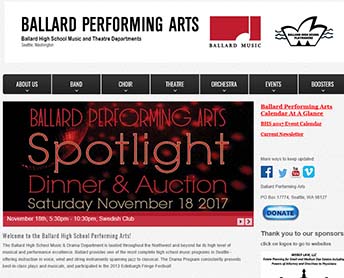 BALLARD PERFORMING ARTS
Ballard High School Music and Theatre Departments
Seattle, Washington
BALLARD MUSIC
BALLARD HIGH SCHOOL
PLAYMAKERS
ABOUT US
BAND
CHOIR
THEATRE
ORCHESTRA
EVENTS
BOOSTERS
BALLARD PERFORMING ARTS
Spotlight
Dinner & Auction
Saturday November 18 2017
November 18th, 5:30pm - 10:30pm, Swedish Club
Welcome to the Ballard High School Performing Arts!
The Ballard High School Music & Drama Department is lauded throughout the Northwest and beyond for its high level of
musical and performance excellence. Ballard provides one of the most complete high school music programs in Seattle -
offering instruction in voice, wind and string instruments spanning jazz to classical. The Drama Program consistently presents
best-in-class plays and musicals, and participated in the 2013 Edinburgh Fringe Festival!
Ballard Performing Arts
Calendar At A Glance
BHS 2017 Event Calendar
Current Newsletter
Many ways to keep updated:
Ballard Performing Arts
PO Box 17774, Seattle, WA 98127
DONATE
Thank you to our sponsors
click on logos to go to websites